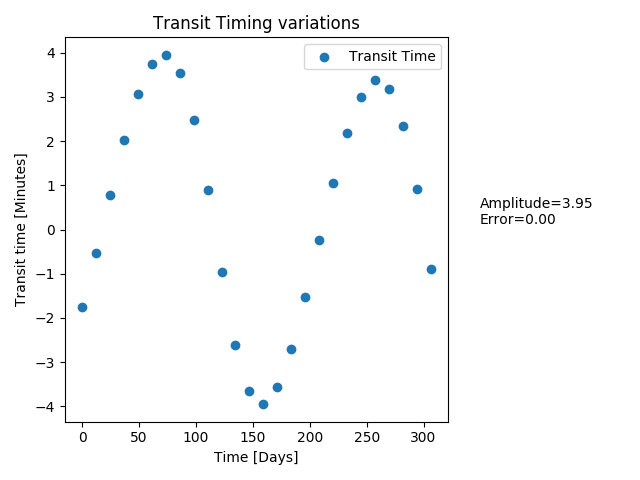 Transit Timing variations
Transit Time
4
3
2
1
0
−1
−2
−3
−4
Transit time [Minutes]
0 50 100 150 200 250 300
Time [Days]
Amplitude=3.95
Error=0.00